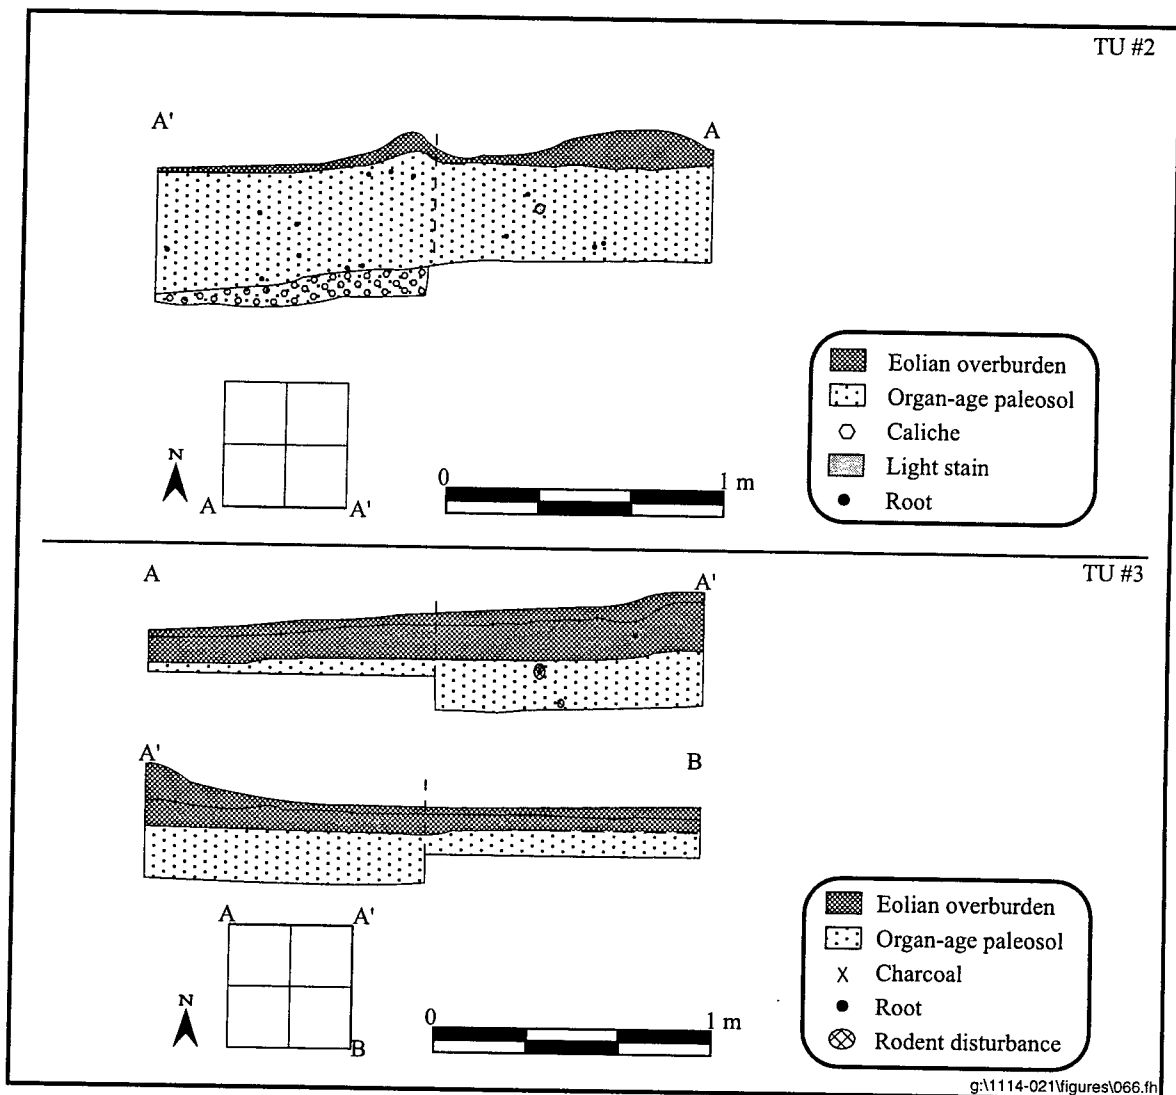 TU #2
A'
A
Eolian overburden
Organ-age paleosol
Caliche
Light stain
Root
N
A
A'
0
1 m
TU #3
A
A'
A'
B
A
A'
N
B
0
1 m
Eolian overburden
Organ-age paleosol
X Charcoal
Root
Rodent disturbance
g:\1114-021\figures\066.fh